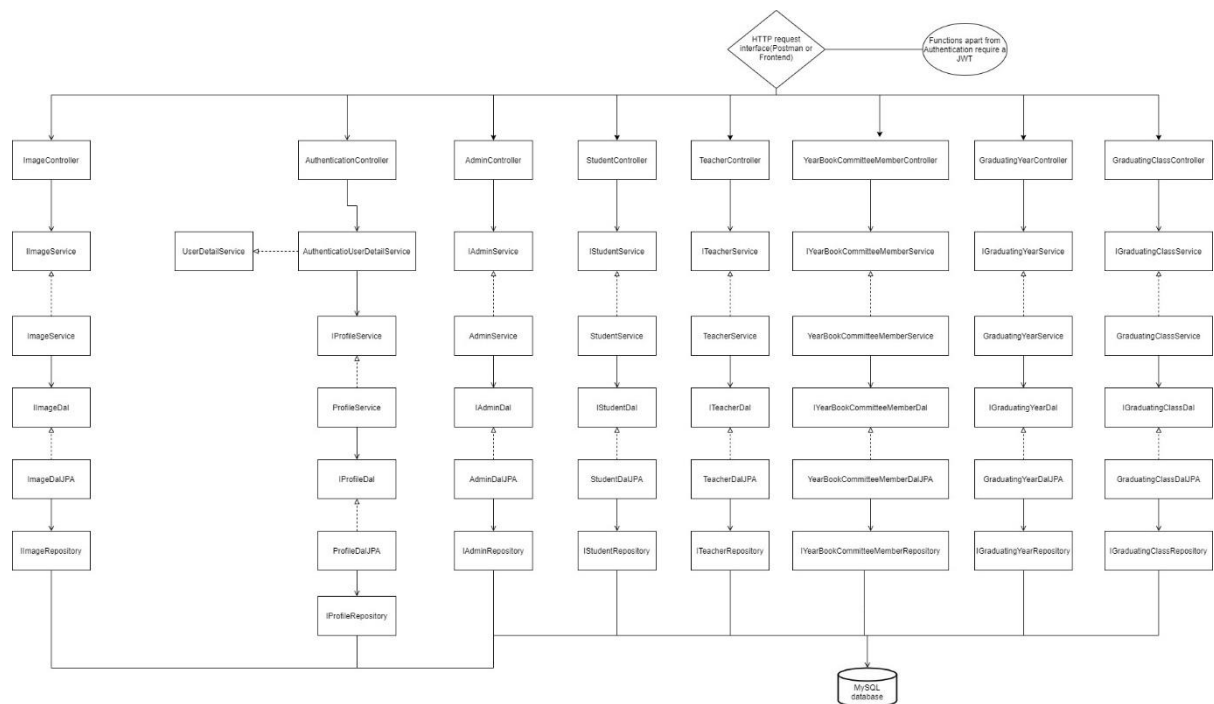 HTTP request
interface(Postman or
Frontend)
Functions apart from
Authentication require a
JWT
ImageController
AuthenticationController
AdminController
StudentController
TeacherController
YearBookCommitteeMemberController
GraduatingYearController
GraduatingClassController
IImageService
UserDetailService
AuthenticatioUserDetailService
IAdminService
IStudentService
ITeacherService
IYearBookCommitteeMemberService
IGraduatingYearService
IGraduatingClassService
ImageService
IProfileService
AdminService
StudentService
TeacherService
YearBookCommitteeMemberService
GraduatingYearService
GraduatingClassService
IImageDal
ProfileService
IAdminDal
IStudentDal
ITeacherDal
IYearBookCommitteeMemberDal
IGraduatingYearDal
IGraduatingClassDal
ImageDalJPA
IProfileDal
AdminDalJPA
StudentDalJPA
TeacherDalJPA
YearBookCommitteeMemberDalJPA
GraduatingYearDalJPA
GraduatingClassDalJPA
IImageRepository
ProfileDalJPA
IAdminRepository
IStudentRepository
ITeacherRepository
IYearBookCommitteeMemberRepository
IGraduatingYearRepository
IGraduatingClassRepository
IProfileRepository
MySQL
database